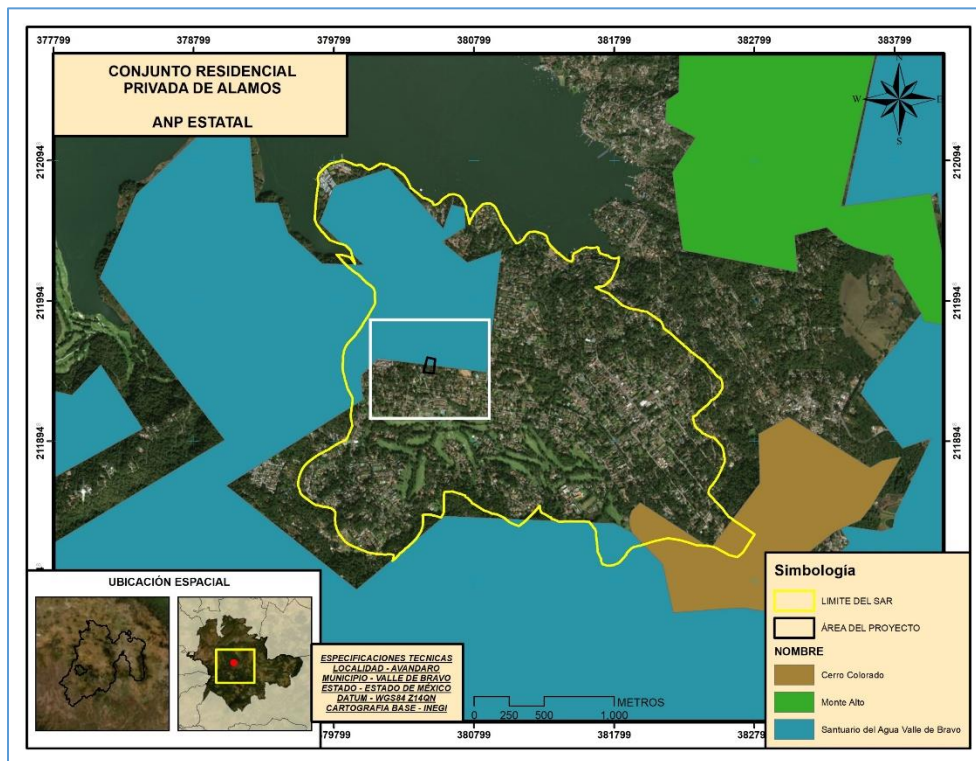 377799 378799 379799 380799 381799 382799 383799
CONJUNTO RESIDENCIAL
PRIVADA DE ALAMOS
ANP ESTATAL
N
W E
S
212094
212094
211994
211994
211894
211894
UBICACIÓN ESPACIAL
ESPECIFICACIONES TECNICAS
LOCALIDAD - AVANDARO
MUNICIPIO - VALLE DE BRAVO
ESTADO - ESTADO DE MÉXICO
DATUM - WGS84 Z14QN
CARTOGRAFIA BASE - INEGI
METROS
0 250 500 1,000
Simbología
LIMITE DEL SAR
ÁREA DEL PROYECTO
NOMBRE
Cerro Colorado
Monte Alto
Santuario del Agua Valle de Bravo
79799 380799 381799 38279